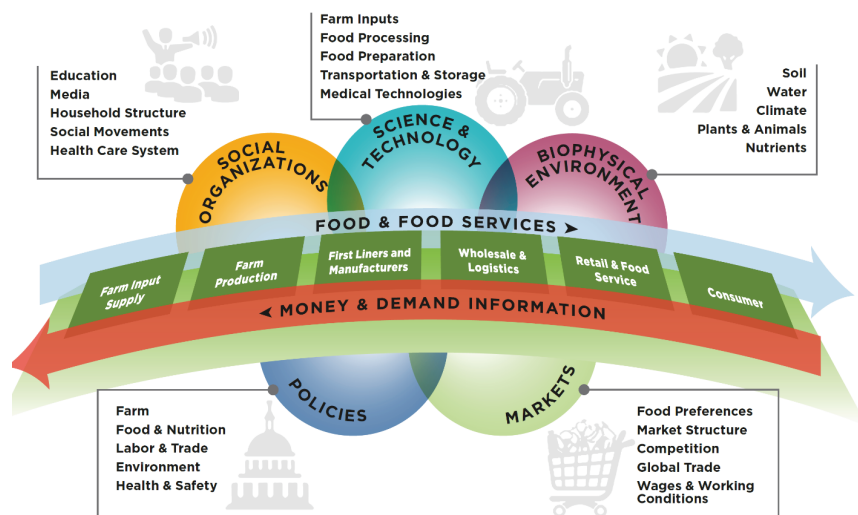 Farm Inputs
Food Processing
Food Preparation
Transportation & Storage
Medical Technologies
Education
Media
Household Structure
Social Movements
Health Care System
Soil
Water
Climate
Plants & Animals
Nutrients
SOCIAL
ORGANIZATIONS
SCIENCE &
TECHNOLOGY
BIOPHYSICAL
ENVIRONMENT
FOOD & FOOD SERVICES ➤
Farm Input
Supply
Farm
Production
First Liners and
Manufacturers
Wholesale &
Logistics
Retail & Food
Service
Consumer
◄ MONEY & DEMAND INFORMATION
POLICIES
MARKETS
Farm
Food & Nutrition
Labor & Trade
Environment
Health & Safety
Food Preferences
Market Structure
Competition
Global Trade
Wages & Working
Conditions